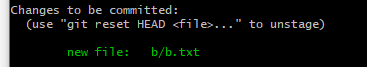 Changes to be committed:
  (use "git reset HEAD <file>..." to unstage)
        new file:   b/b.txt